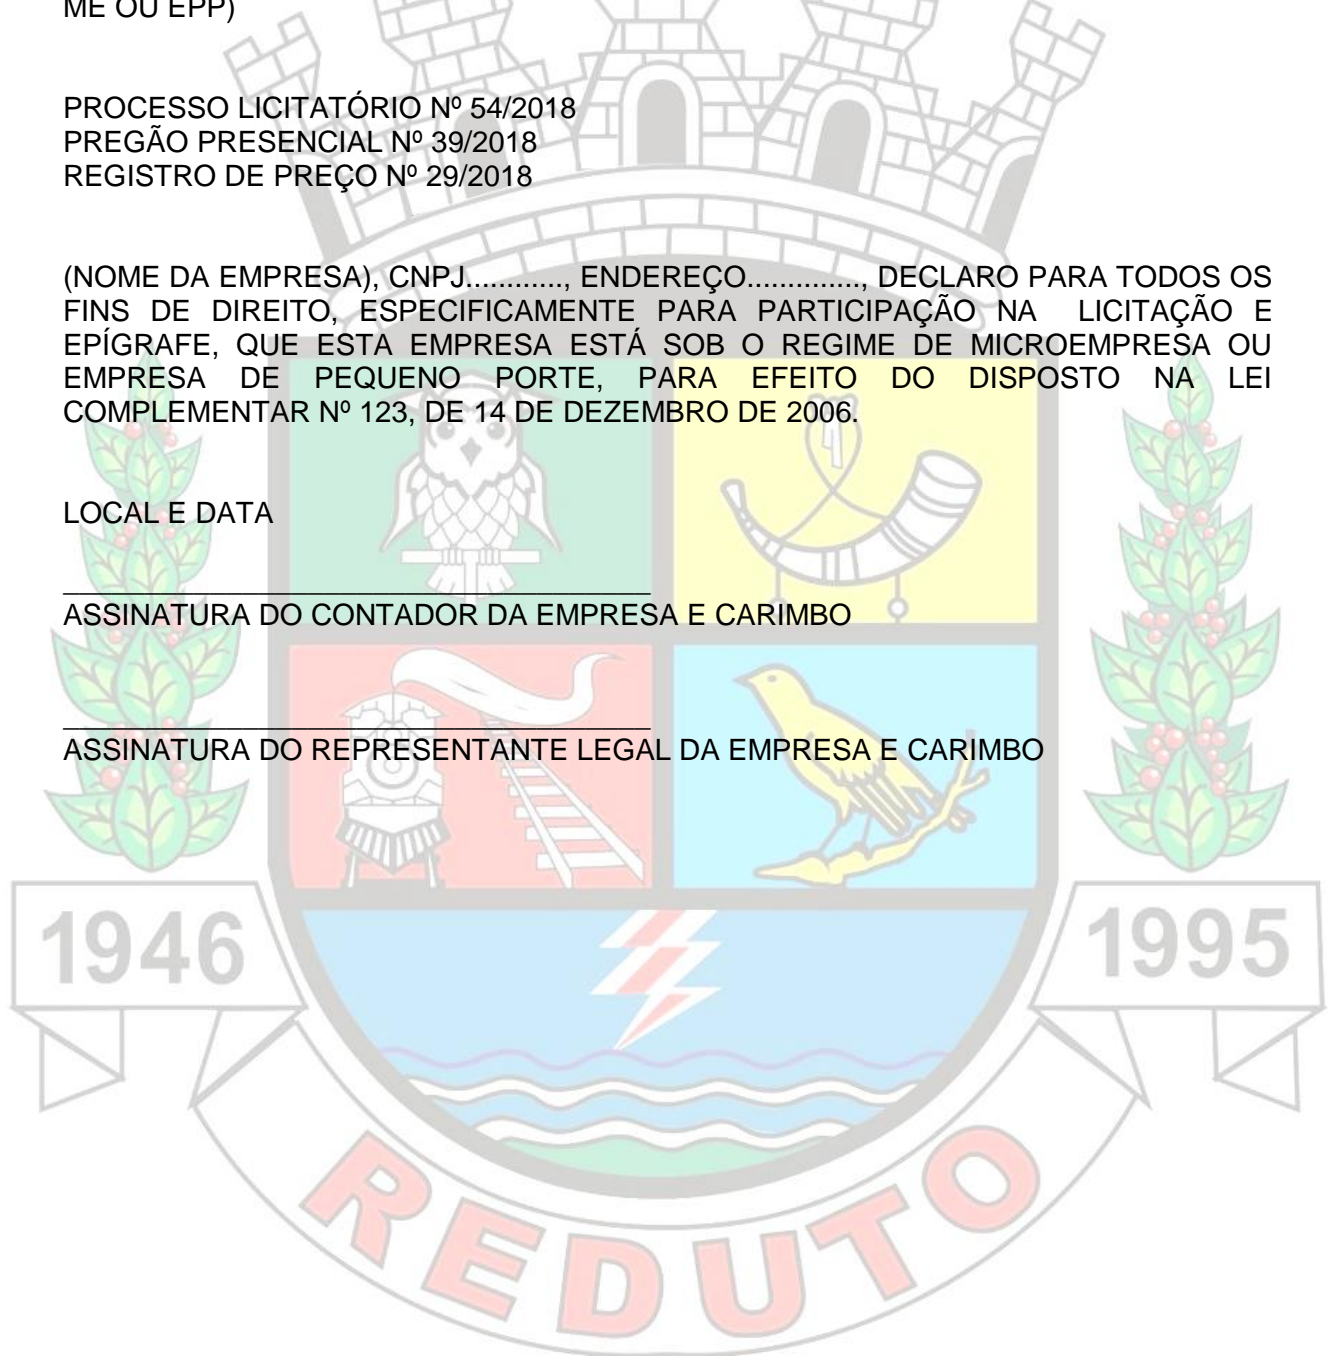 ME OU EPP)
PROCESSO LICITATÓRIO Nº 54/2018
PREGÃO PRESENCIAL Nº 39/2018
REGISTRO DE PREÇO Nº 29/2018
(NOME DA EMPRESA), CNPJ............, ENDEREÇO.............., DECLARO PARA TODOS OS
FINS DE DIREITO, ESPECIFICAMENTE PARA PARTICIPAÇÃO NA LICITAÇÃO E
EPÍGRAFE, QUE ESTA EMPRESA ESTÁ SOB O REGIME DE MICROEMPRESA OU
EMPRESA DE PEQUENO PORTE, PARA EFEITO DO DISPOSTO NA LEI
COMPLEMENTAR Nº 123, DE 14 DE DEZEMBRO DE 2006.
LOCAL E DATA
ASSINATURA DO CONTADOR DA EMPRESA E CARIMBO
ASSINATURA DO REPRESENTANTE LEGAL DA EMPRESA E CARIMBO
1946
1995
REDUTO